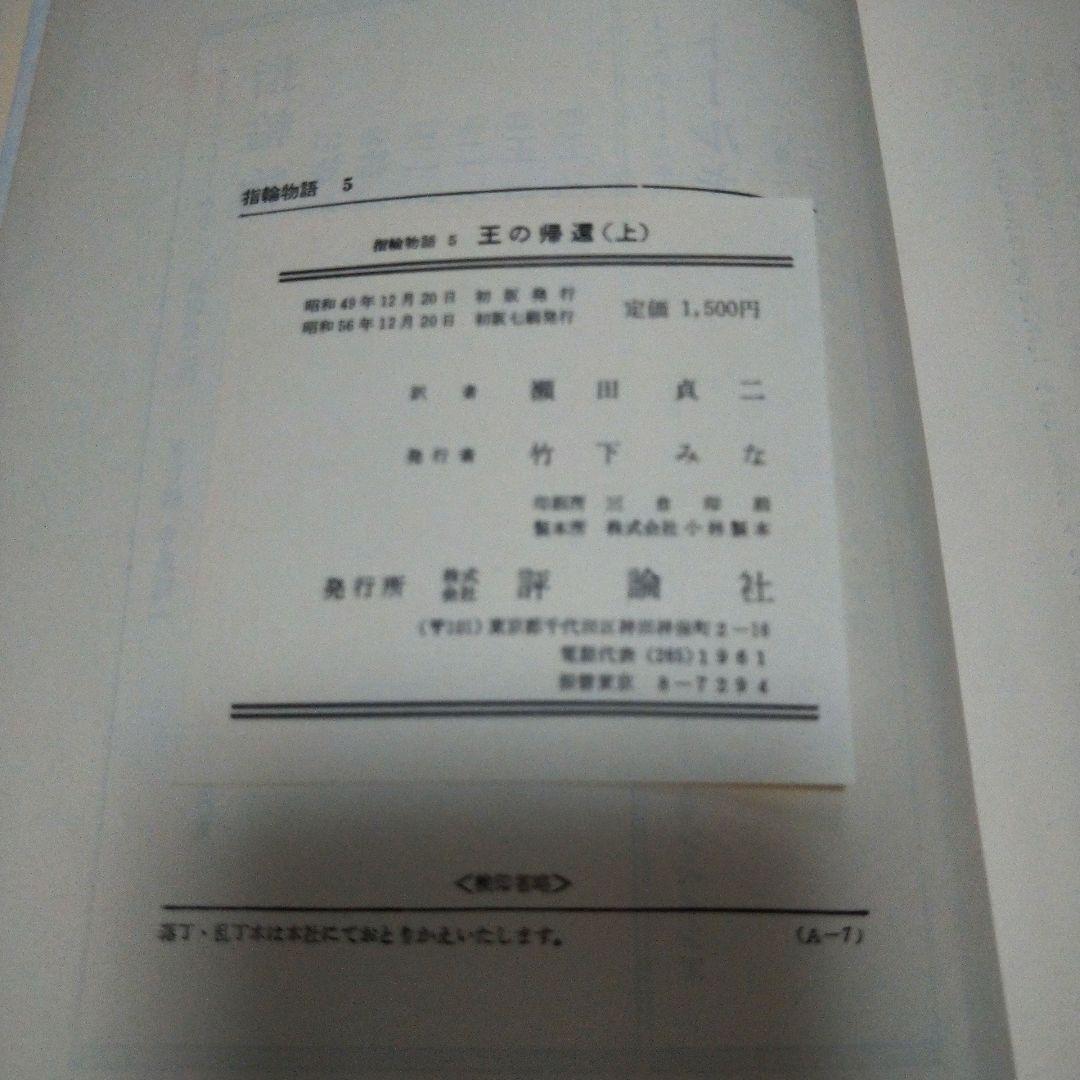 指輪物語 5
指輪物語 5 王の帰還(上)
昭和49年12月20日 初版発行
昭和56年12月20日 初版七刷発行
定価 1,500円
訳者 瀬田貞二
発行者 竹下みな
印刷所 三倉印刷
製本所 株式会社小林製本
発行所 株式会社 評論社
(〒101)東京都千代田区神田神保町2-16
電話代表 (265)1961
振替東京 8-7294
<検印省略>
落丁・乱丁本は本社にておとりかえいたします。
(A-7)